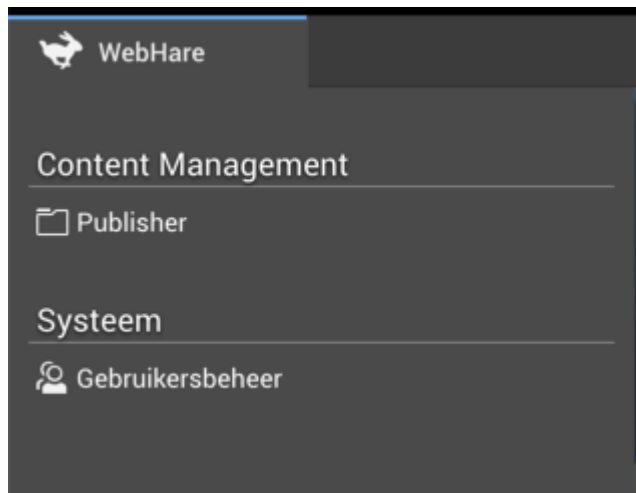 WebHare
Content Management
Publisher
Systeem
Gebruikersbeheer